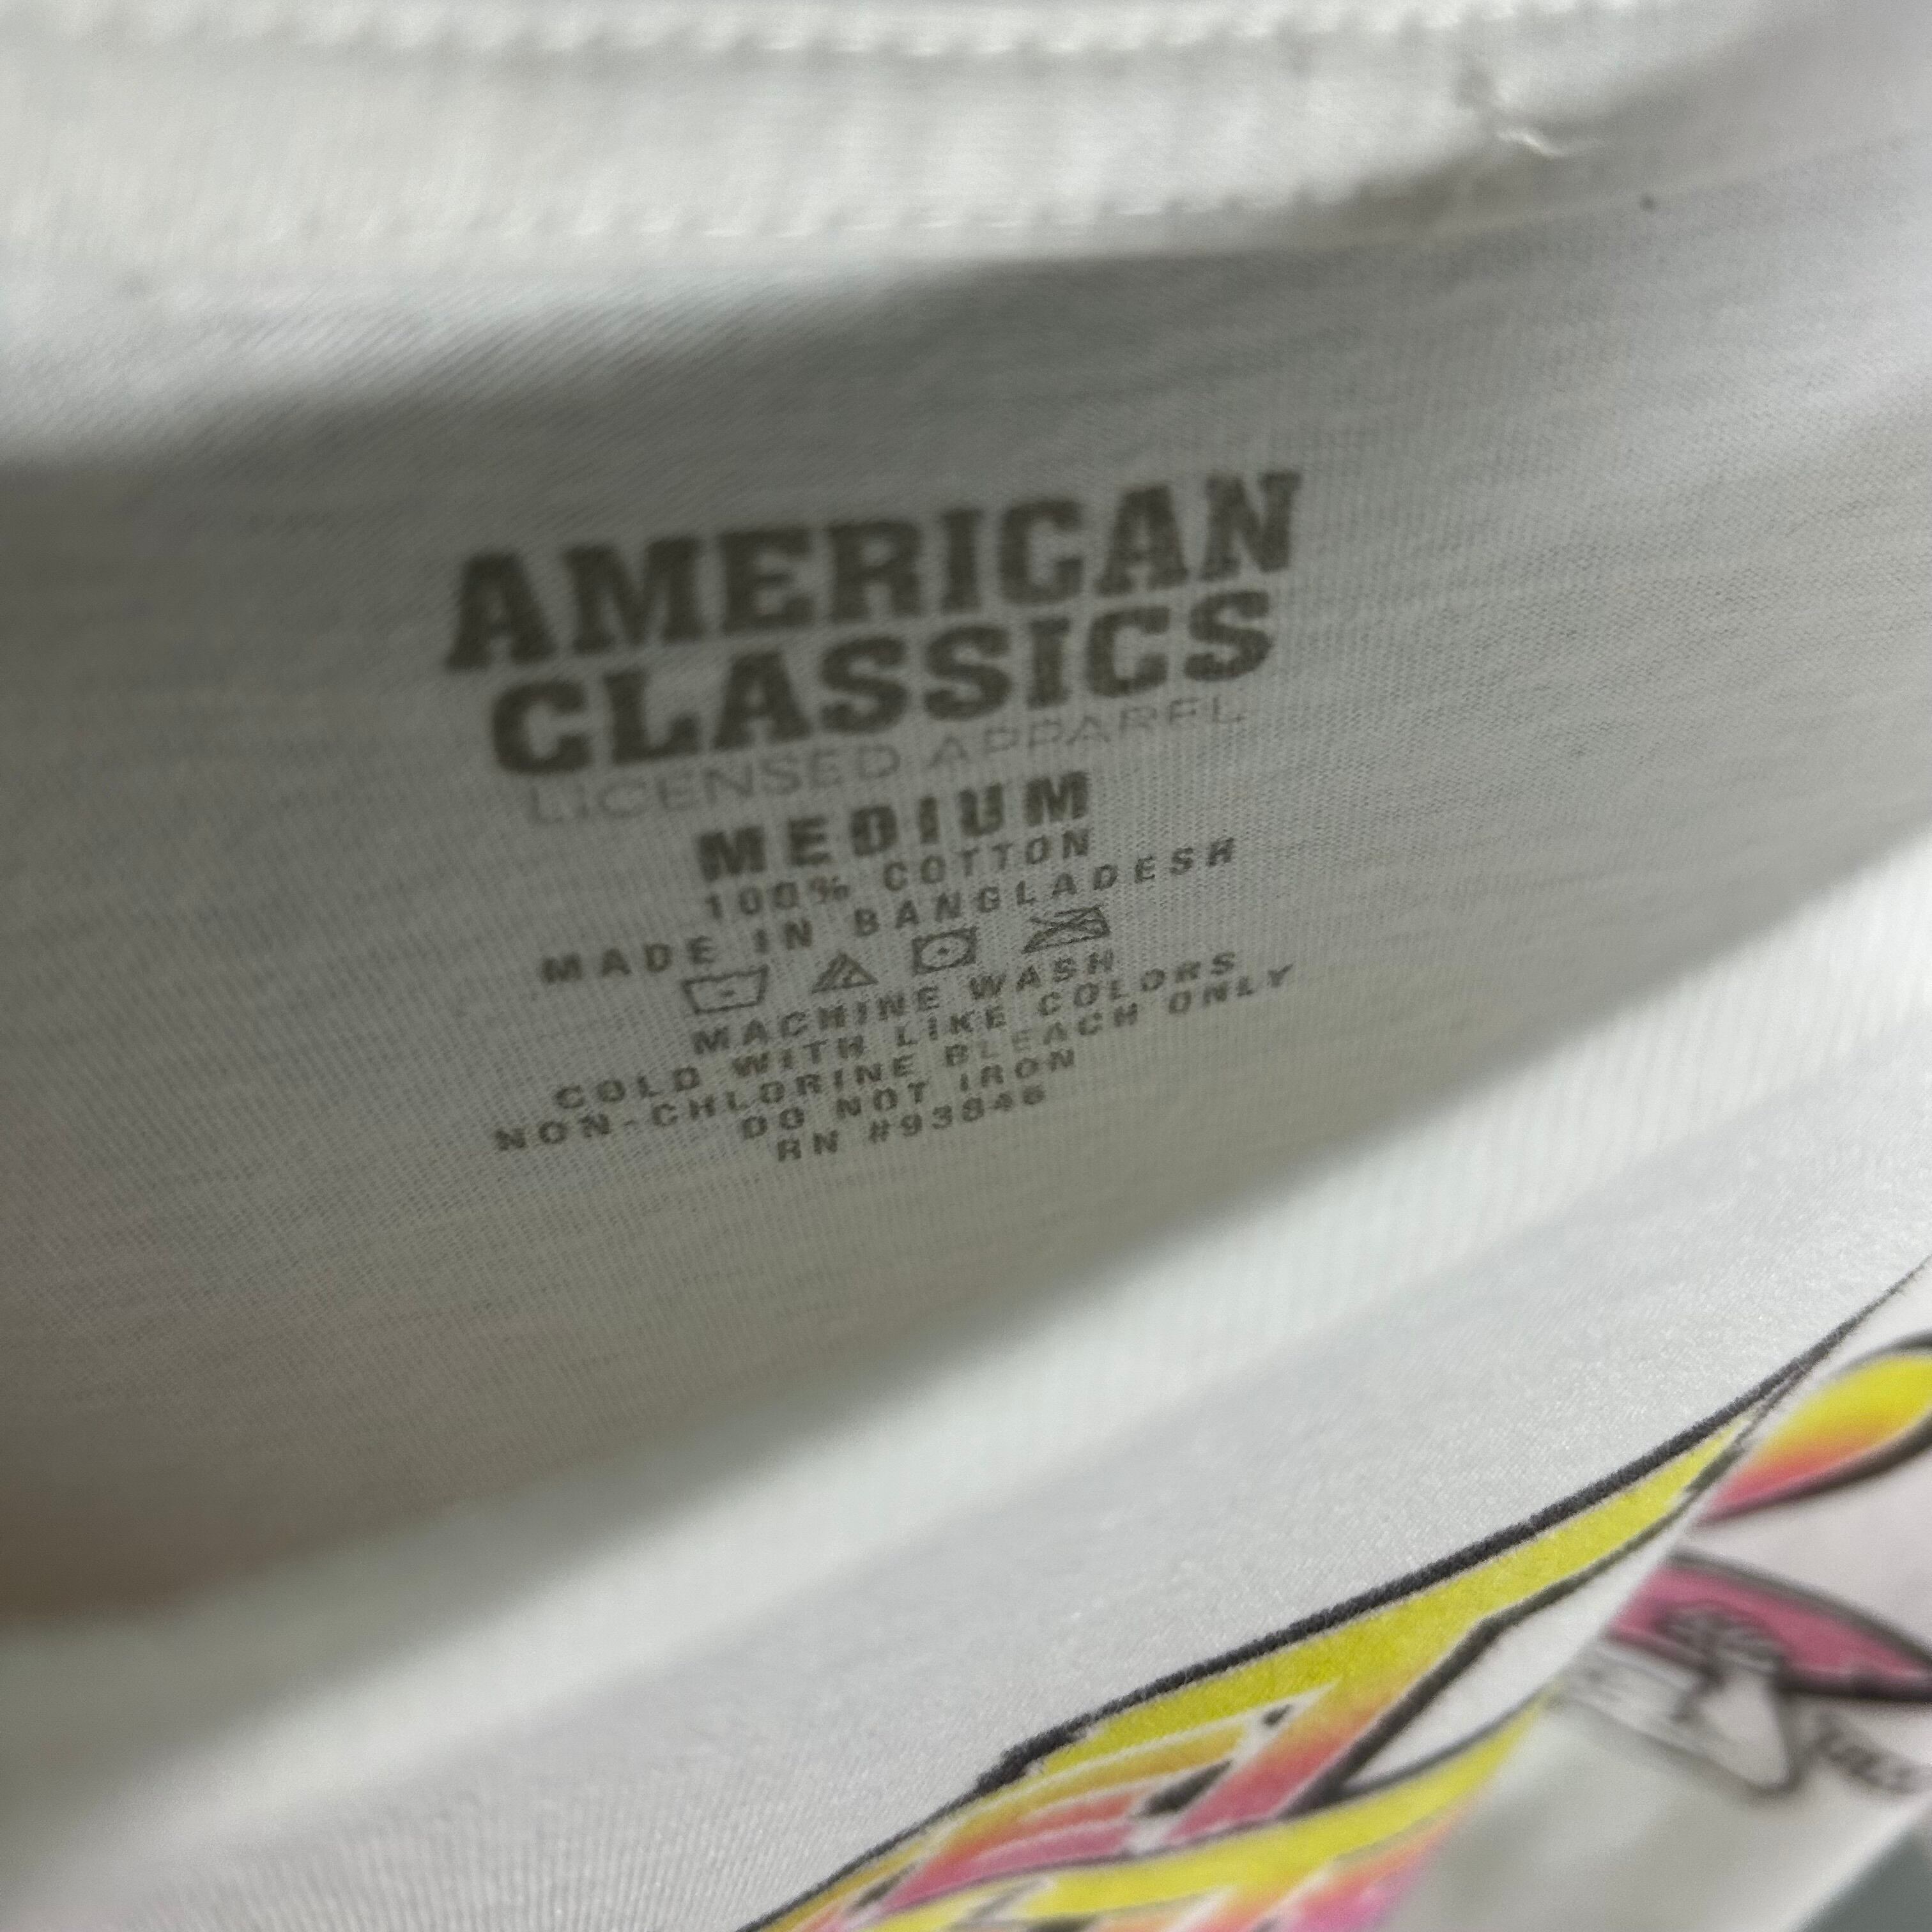 AMERICAN
CLASSICS
LICENSED APPAREL
MEDIUM
100% COTTON
MADE IN BANGLADESH
MACHINE WASH
COLD WITH LIKE COLORS
NON-CHLORINE BLEACH ONLY
DO NOT IRON
RN #93846